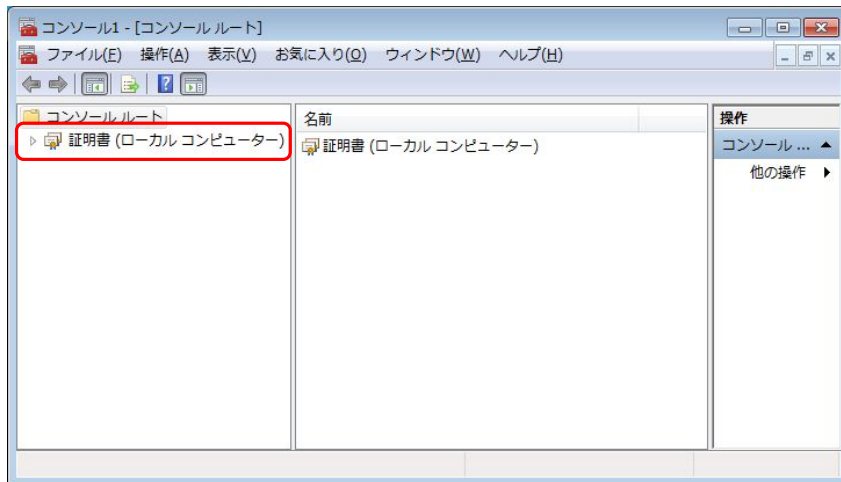 コンソール1 - [コンソール ルート]
ファイル(F) 操作(A) 表示(V) お気に入り(O) ウィンドウ(W) ヘルプ(H)
コンソール ルート
証明書 (ローカル コンピューター)
名前
証明書 (ローカル コンピューター)
操作
コンソール ...
他の操作